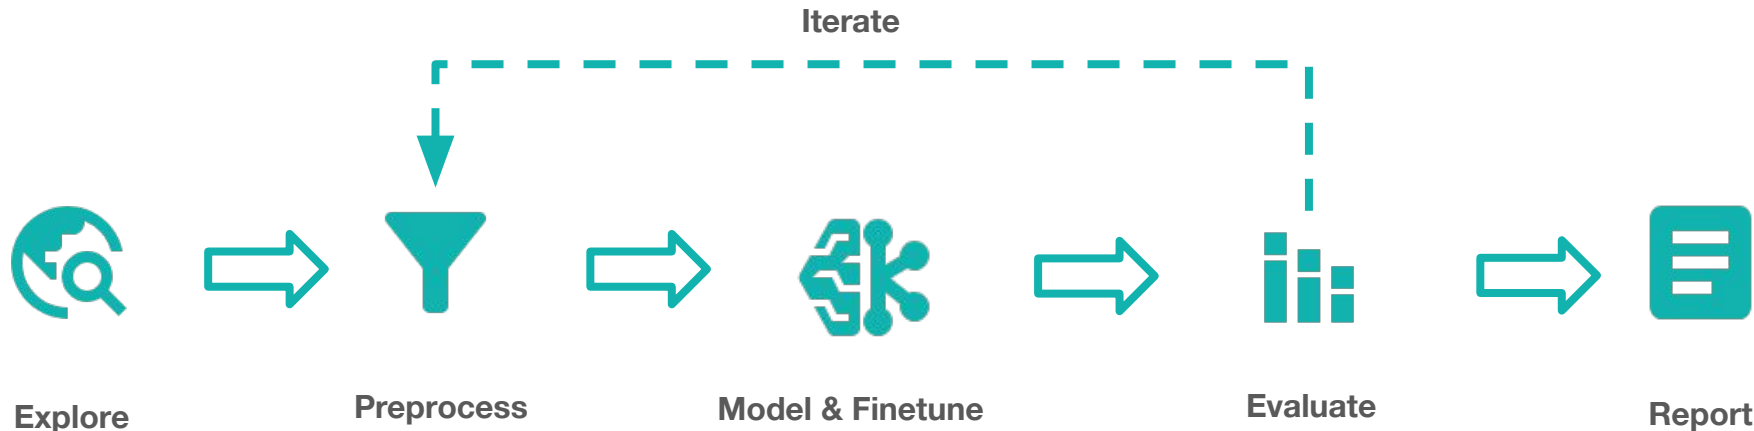 Iterate
Explore
Preprocess
Model & Finetune
Evaluate
Report